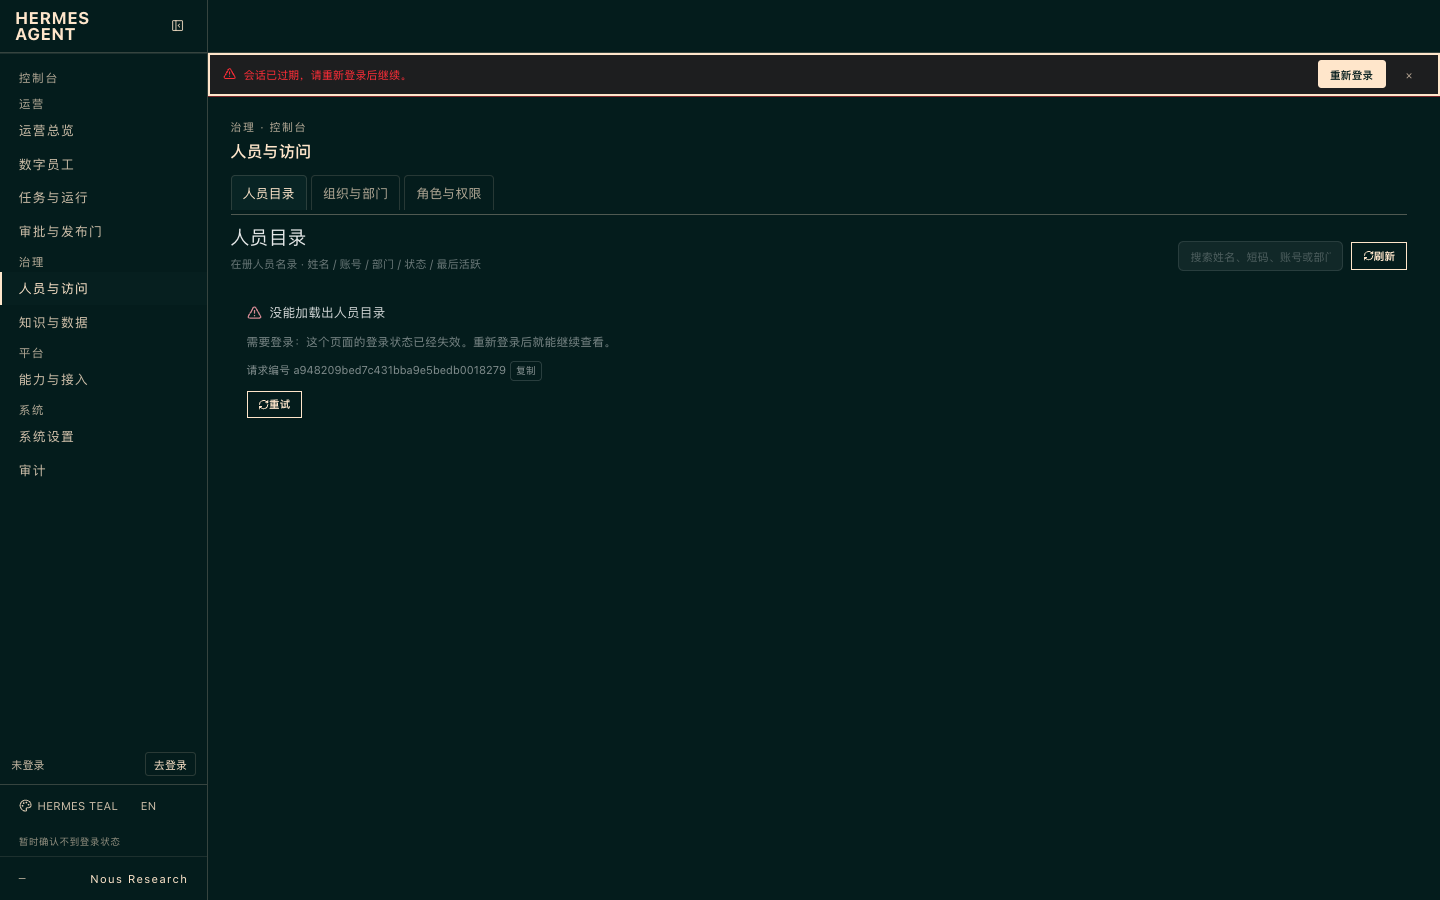 HERMES
AGENT
控制台
运营
运营总览
数字员工
任务与运行
审批与发布门
治理
人员与访问
知识与数据
平台
能力与接入
系统
系统设置
审计
未登录
去登录
HERMES TEAL
EN
暂时确认不到登录状态
—
Nous Research
会话已过期，请重新登录后继续。
重新登录
×
治理 · 控制台
人员与访问
人员目录
组织与部门
角色与权限
人员目录
在册人员名录 · 姓名 / 账号 / 部门 / 状态 / 最后活跃
搜索姓名、短码、账号或部门
刷新
没能加载出人员目录
需要登录：这个页面的登录状态已经失效。重新登录后就能继续查看。
请求编号 a948209bed7c431bba9e5bedb0018279 复制
重试